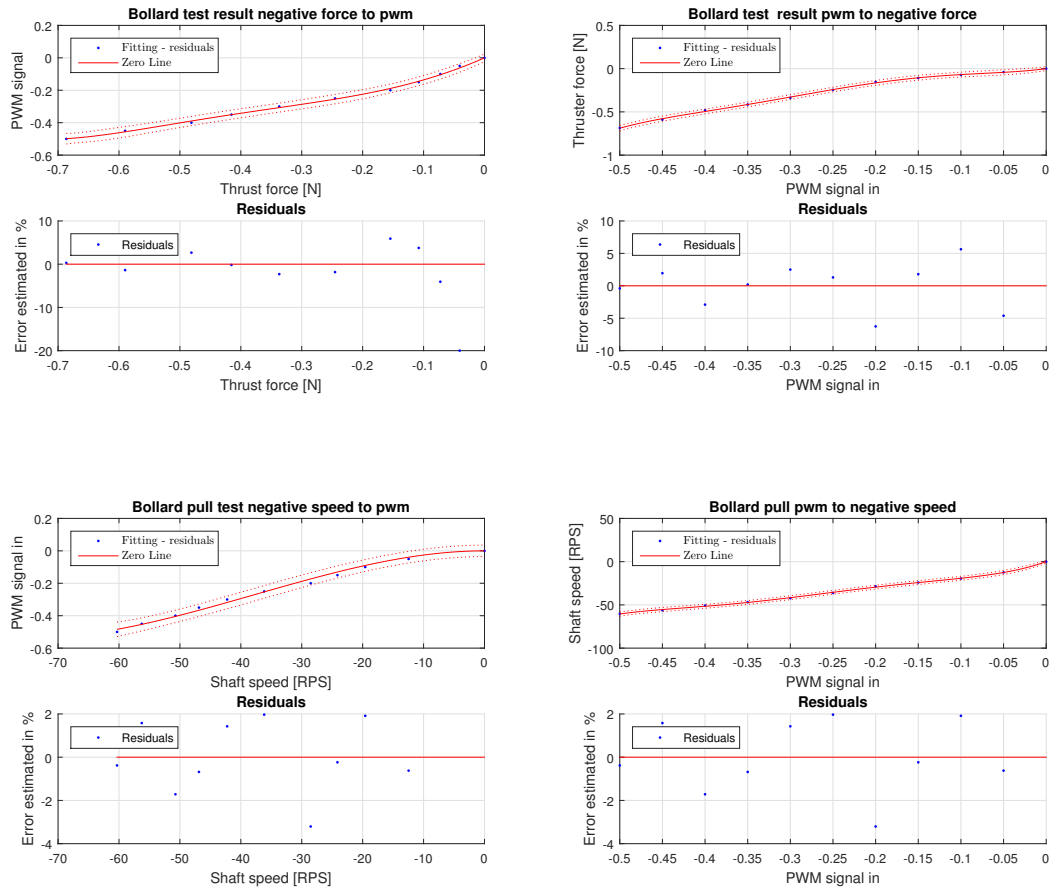 Bollard test result negative force to pwm
PWM signal
0.2
0
-0.2
-0.4
-0.6
Fitting - residuals
Zero Line
-0.7 -0.6 -0.5 -0.4 -0.3 -0.2 -0.1 0
Thrust force [N]
Residuals
Error estimated in %
10
0
-10
-20
Residuals
-0.7 -0.6 -0.5 -0.4 -0.3 -0.2 -0.1 0
Thrust force [N]
Bollard test  result pwm to negative force
Thruster force [N]
0.5
0
-0.5
-1
Fitting - residuals
Zero Line
-0.5 -0.45 -0.4 -0.35 -0.3 -0.25 -0.2 -0.15 -0.1 -0.05 0
PWM signal in
Residuals
Error estimated in %
10
5
0
-5
-10
Residuals
-0.5 -0.45 -0.4 -0.35 -0.3 -0.25 -0.2 -0.15 -0.1 -0.05 0
PWM signal in
Bollard pull test negative speed to pwm
PWM signal in
0.2
0
-0.2
-0.4
-0.6
Fitting - residuals
Zero Line
-70 -60 -50 -40 -30 -20 -10 0
Shaft speed [RPS]
Residuals
Error estimated in %
2
0
-2
-4
Residuals
-70 -60 -50 -40 -30 -20 -10 0
Shaft speed [RPS]
Bollard pull pwm to negative speed
Shaft speed [RPS]
50
0
-50
-100
Fitting - residuals
Zero Line
-0.5 -0.45 -0.4 -0.35 -0.3 -0.25 -0.2 -0.15 -0.1 -0.05 0
PWM signal in
Residuals
Error estimated in %
2
0
-2
-4
Residuals
-0.5 -0.45 -0.4 -0.35 -0.3 -0.25 -0.2 -0.15 -0.1 -0.05 0
PWM signal in